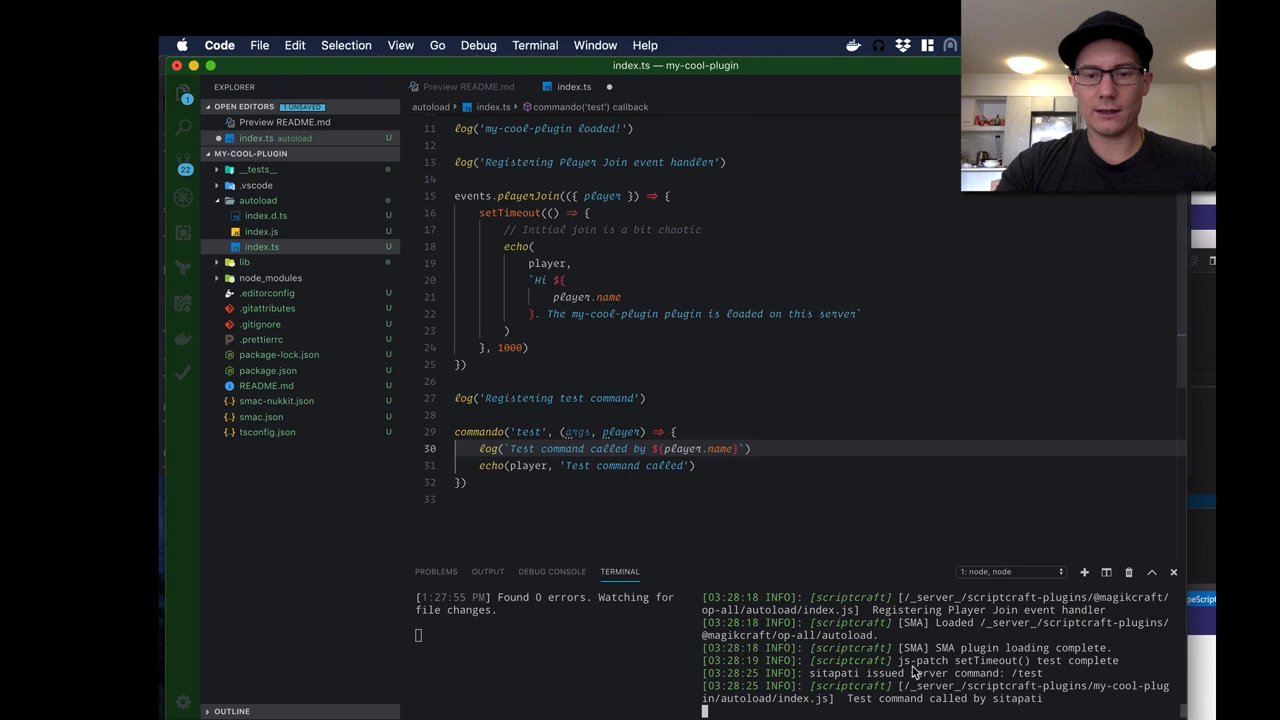 Code File Edit Selection View Go Debug Terminal Window Help
index.ts — my-cool-plugin
EXPLORER
OPEN EDITORS 1 UNSAVED
Preview README.md
index.ts autoload U
MY-COOL-PLUGIN
__tests__
.vscode
autoload
index.d.ts U
index.js U
index.ts U
lib
node_modules
.editorconfig U
.gitattributes U
.gitignore U
.prettierrc U
package-lock.json U
package.json U
README.md U
smac-nukkit.json U
smac.json U
tsconfig.json U
OUTLINE
1
22
Preview README.md index.ts
autoload index.ts commando('test') callback
11 log('my-cool-plugin loaded!')
12
13 log('Registering Player Join event handler')
14
15 events.playerJoin(({ player }) => {
16 setTimeout(() => {
17 // Initial join is a bit chaotic
18 echo(
19 player,
20 `Hi ${
21 player.name
22 }. The my-cool-plugin plugin is loaded on this server`
23 )
24 }, 1000)
25 })
26
27 log('Registering test command')
28
29 commando('test', (args, player) => {
30 log(`Test command called by ${player.name}`)
31 echo(player, 'Test command called')
32 })
33
PROBLEMS OUTPUT DEBUG CONSOLE TERMINAL
1: node, node
[1:27:55 PM] Found 0 errors. Watching for
file changes.
[03:28:18 INFO]: [scriptcraft] [/_server_/scriptcraft-plugins/@magikcraft/
op-all/autoload/index.js] Registering Player Join event handler
[03:28:18 INFO]: [scriptcraft] [SMA] Loaded /_server_/scriptcraft-plugins/
@magikcraft/op-all/autoload.
[03:28:18 INFO]: [scriptcraft] [SMA] SMA plugin loading complete.
[03:28:19 INFO]: [scriptcraft] js-patch setTimeout() test complete
[03:28:25 INFO]: sitapati issued server command: /test
[03:28:25 INFO]: [scriptcraft] [/_server_/scriptcraft-plugins/my-cool-plug
in/autoload/index.js] Test command called by sitapati
peScript